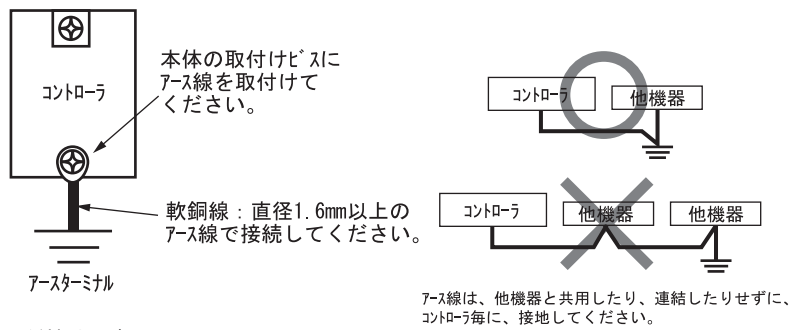 コントローラ
本体の取付けビスに
アース線を取付けて
ください。
軟銅線：直径1.6mm以上の
アース線で接続してください。
アースターミナル
コントローラ
他機器
コントローラ
他機器
他機器
アース線は、他機器と共用したり、連結したりせずに、
コントローラ毎に、接地してください。